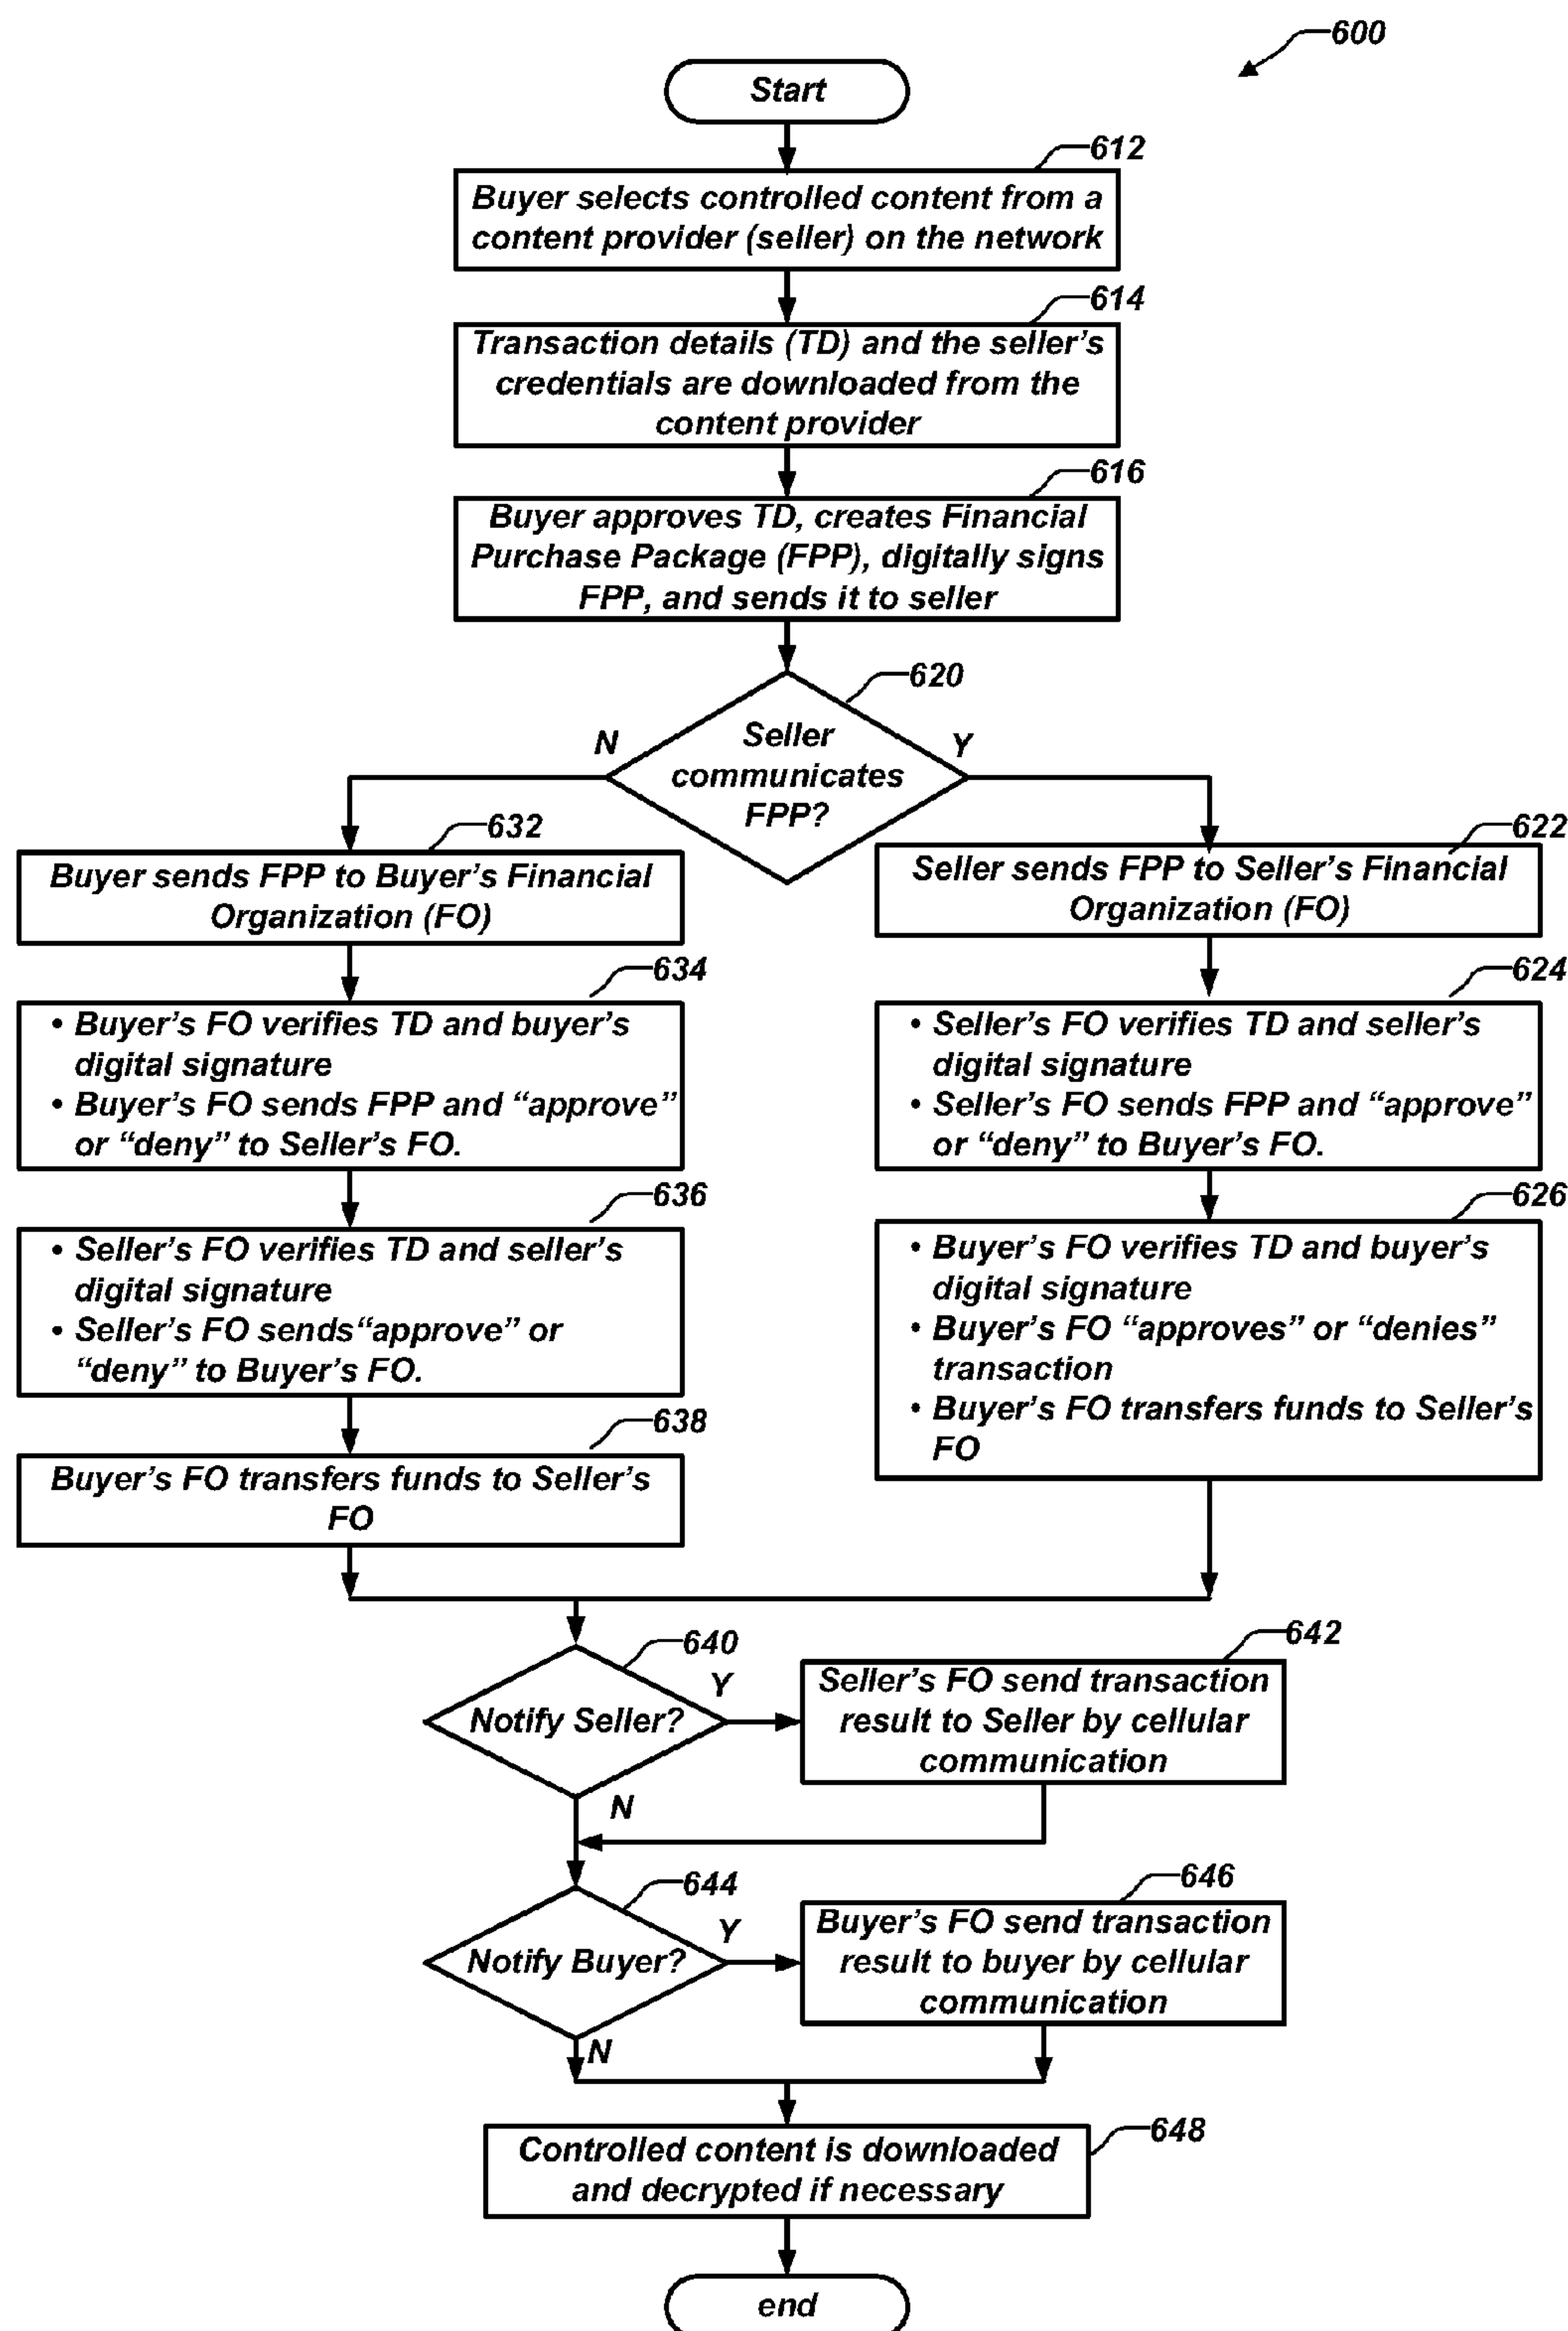 600
Start
612
Buyer selects controlled content from a
content provider (seller) on the network
614
Transaction details (TD) and the seller's
credentials are downloaded from the
content provider
616
Buyer approves TD, creates Financial
Purchase Package (FPP), digitally signs
FPP, and sends it to seller
620
N
Seller
communicates
FPP?
Y
632
Buyer sends FPP to Buyer's Financial
Organization (FO)
622
Seller sends FPP to Seller's Financial
Organization (FO)
634
• Buyer's FO verifies TD and buyer's
digital signature
• Buyer's FO sends FPP and “approve”
or “deny” to Seller's FO.
624
• Seller's FO verifies TD and seller's
digital signature
• Seller's FO sends FPP and “approve”
or “deny” to Buyer's FO.
636
• Seller's FO verifies TD and seller's
digital signature
• Seller's FO sends“approve” or
“deny” to Buyer's FO.
626
• Buyer's FO verifies TD and buyer's
digital signature
• Buyer's FO “approves” or “denies”
transaction
• Buyer's FO transfers funds to Seller's
FO
638
Buyer's FO transfers funds to Seller's
FO
640
Notify Seller?
Y
642
Seller's FO send transaction
result to Seller by cellular
communication
N
644
Notify Buyer?
Y
646
Buyer's FO send transaction
result to buyer by cellular
communication
N
648
Controlled content is downloaded
and decrypted if necessary
end